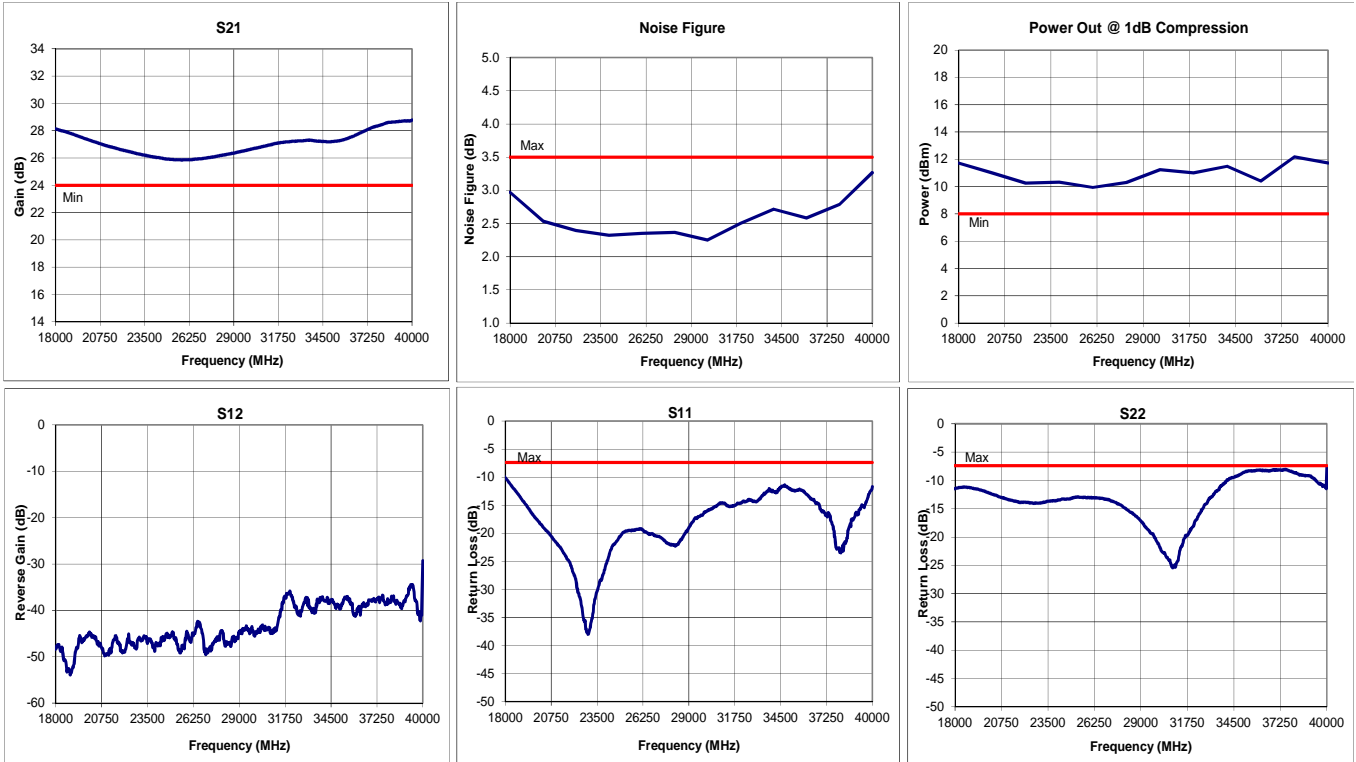 S21
34
32
30
28
26
24
22
20
18
16
14
Gain (dB)
Min
18000 20750 23500 26250 29000 31750 34500 37250 40000
Frequency (MHz)
Noise Figure
5.0
4.5
4.0
3.5
3.0
2.5
2.0
1.5
1.0
Noise Figure (dB)
Max
18000 20750 23500 26250 29000 31750 34500 37250 40000
Frequency (MHz)
Power Out @ 1dB Compression
20
18
16
14
12
10
8
6
4
2
0
Power (dBm)
Min
18000 20750 23500 26250 29000 31750 34500 37250 40000
Frequency (MHz)
S12
0
-10
-20
-30
-40
-50
-60
Reverse Gain (dB)
18000 20750 23500 26250 29000 31750 34500 37250 40000
Frequency (MHz)
S11
0
-5
-10
-15
-20
-25
-30
-35
-40
-45
-50
Return Loss (dB)
Max
18000 20750 23500 26250 29000 31750 34500 37250 40000
Frequency (MHz)
S22
0
-5
-10
-15
-20
-25
-30
-35
-40
-45
-50
Return Loss (dB)
Max
18000 20750 23500 26250 29000 31750 34500 37250 40000
Frequency (MHz)